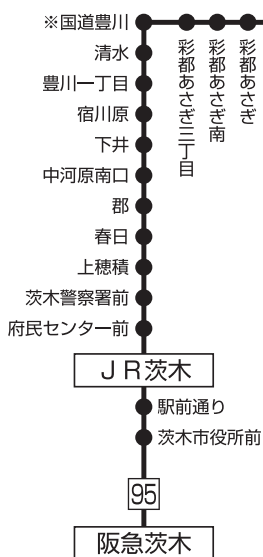 ※国道豊川
彩都あさぎ三丁目
彩都あさぎ南
彩都あさぎ
清水
豊川一丁目
宿川原
下井
中河原南口
郡
春日
上穂積
茨木警察署前
府民センター前
JR茨木
駅前通り
茨木市役所前
95
阪急茨木